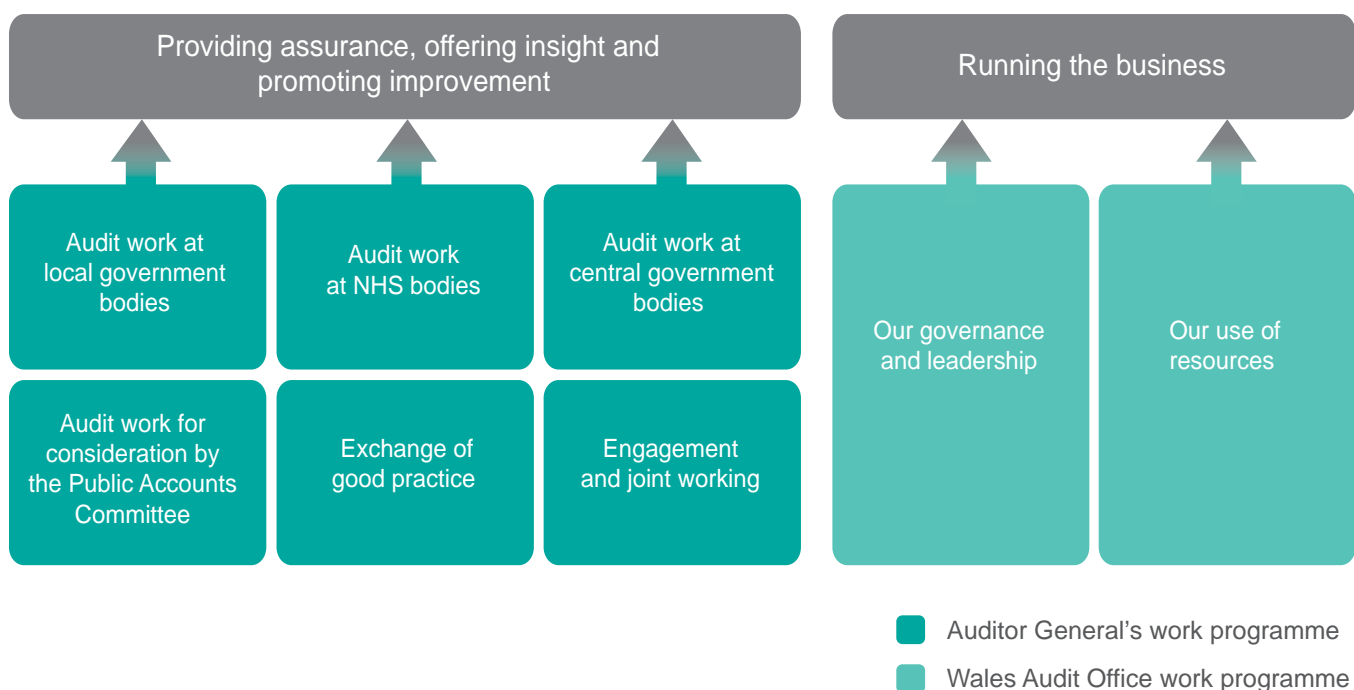 Providing assurance, offering insight and
promoting improvement
Running the business
Audit work at
local government
bodies
Audit work
at NHS bodies
Audit work at
central government
bodies
Our governance
and leadership
Our use of
resources
Audit work for
consideration by
the Public Accounts
Committee
Exchange of
good practice
Engagement
and joint working
Auditor General’s work programme
Wales Audit Office work programme